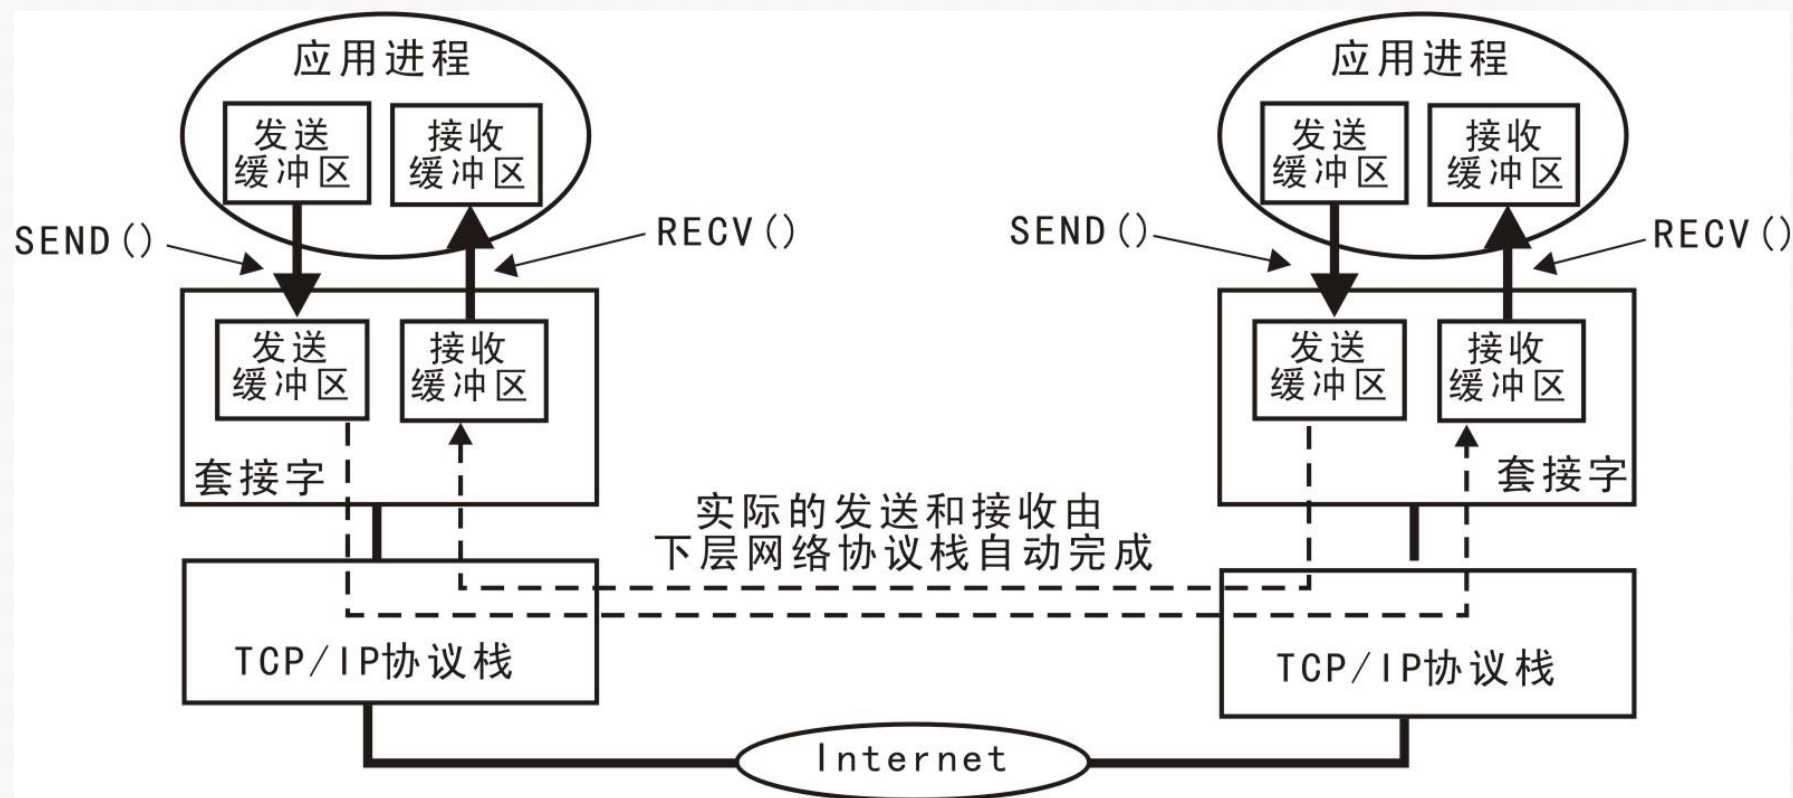 应用进程
应用进程
发送
缓冲区
接收
缓冲区
发送
缓冲区
接收
缓冲区
SEND()
RECV()
SEND()
RECV()
发送
缓冲区
接收
缓冲区
发送
缓冲区
接收
缓冲区
套接字
套接字
实际的发送和接收由
下层网络协议栈自动完成
TCP/IP协议栈
TCP/IP协议栈
Internet